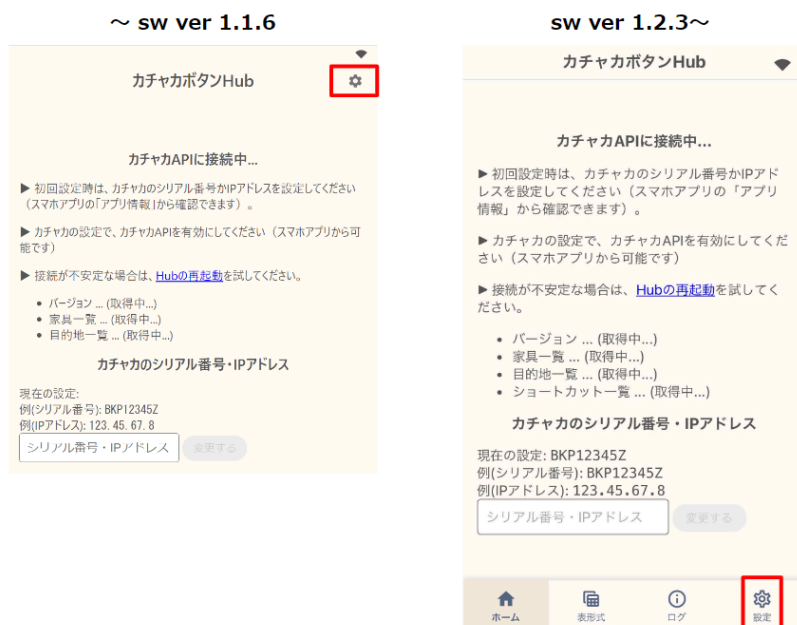 ～ sw ver 1.1.6
カチャカボタンHub
カチャカAPIに接続中...
▶ 初回設定時は、カチャカのシリアル番号かIPアドレスを設定してください
（スマホアプリの「アプリ情報」から確認できます）。
▶ カチャカの設定で、カチャカAPIを有効にしてください（スマホアプリから可
能です）
▶ 接続が不安定な場合は、Hubの再起動を試してください。
• バージョン ... (取得中...)
• 家具一覧 ... (取得中...)
• 目的地一覧 ... (取得中...)
カチャカのシリアル番号・IPアドレス
現在の設定:
例(シリアル番号): BKP12345Z
例(IPアドレス): 123.45.67.8
シリアル番号・IPアドレス 変更する
sw ver 1.2.3～
カチャカボタンHub
カチャカAPIに接続中...
▶ 初回設定時は、カチャカのシリアル番号かIPアド
レスを設定してください（スマホアプリの「アプリ
情報」から確認できます）。
▶ カチャカの設定で、カチャカAPIを有効にしてくだ
さい（スマホアプリから可能です）
▶ 接続が不安定な場合は、Hubの再起動を試してく
ださい。
• バージョン ... (取得中...)
• 家具一覧 ... (取得中...)
• 目的地一覧 ... (取得中...)
• ショートカット一覧 ... (取得中...)
カチャカのシリアル番号・IPアドレス
現在の設定: BKP12345Z
例(シリアル番号): BKP12345Z
例(IPアドレス): 123.45.67.8
シリアル番号・IPアドレス 変更する
ホーム 表形式 ログ 設定